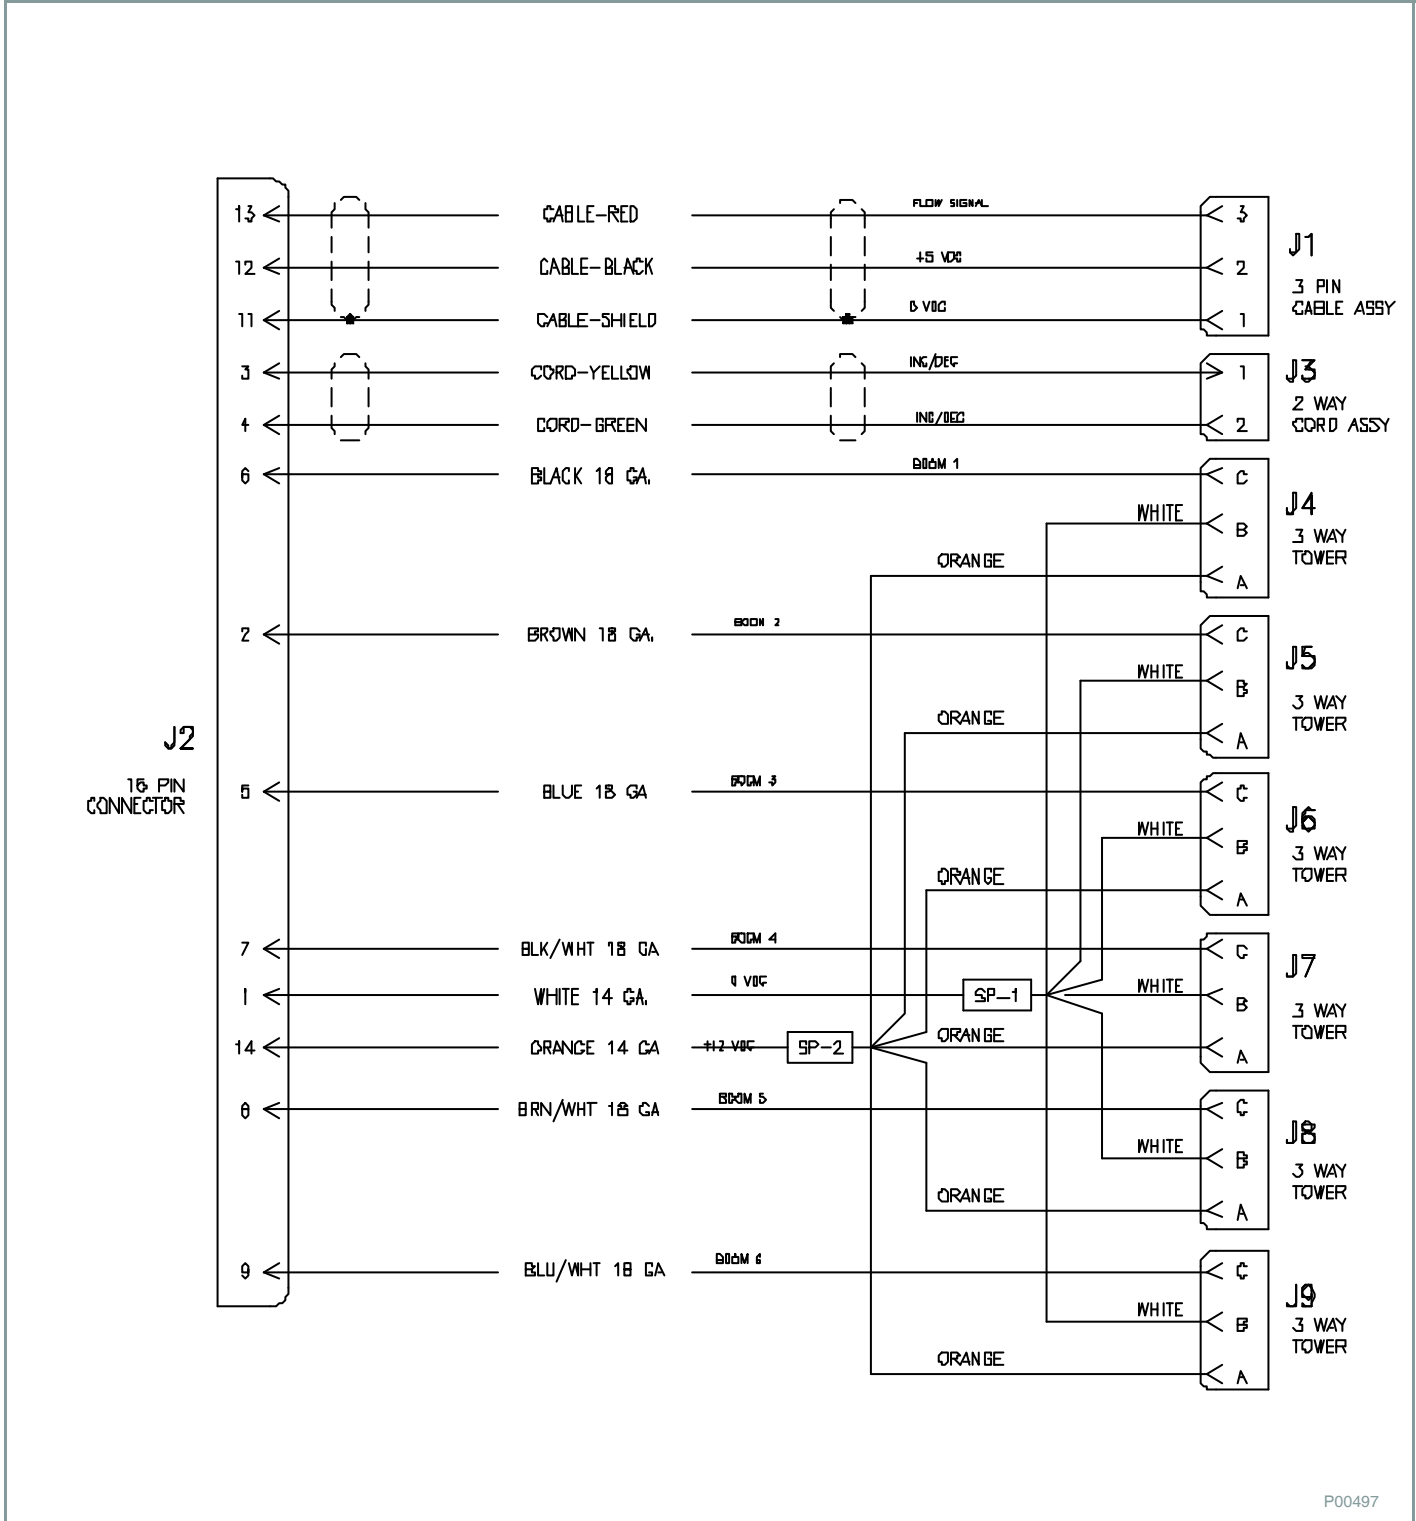 13 CABLE-RED FLOW SIGNAL 3
J1
12 CABLE-BLACK +5 VDC 2
3 PIN
CABLE ASSY
11 CABLE-SHIELD 0 VDC 1
3 CORD-YELLOW INC/DEC 1
J3
2 WAY
4 CORD-GREEN INC/DEC 2
CORD ASSY
6 BLACK 18 GA. BOOM 1 C
J4
WHITE B
3 WAY
TOWER
ORANGE A
2 BROWN 18 GA. BOOM 2 C
J5
WHITE B
3 WAY
TOWER
ORANGE A
J2
16 PIN
CONNECTOR
5 BLUE 18 GA BOOM 3 C
J6
WHITE B
3 WAY
TOWER
ORANGE A
7 BLK/WHT 18 GA BOOM 4 C
J7
1 WHITE 14 GA. 0 VDC SP-1 WHITE B
3 WAY
TOWER
14 ORANGE 14 GA +12 VDC SP-2 ORANGE A
8 BRN/WHT 18 GA BOOM 5 C
J8
WHITE B
3 WAY
TOWER
ORANGE A
9 BLU/WHT 18 GA BOOM 6 C
J9
WHITE B
3 WAY
TOWER
ORANGE A
P00497